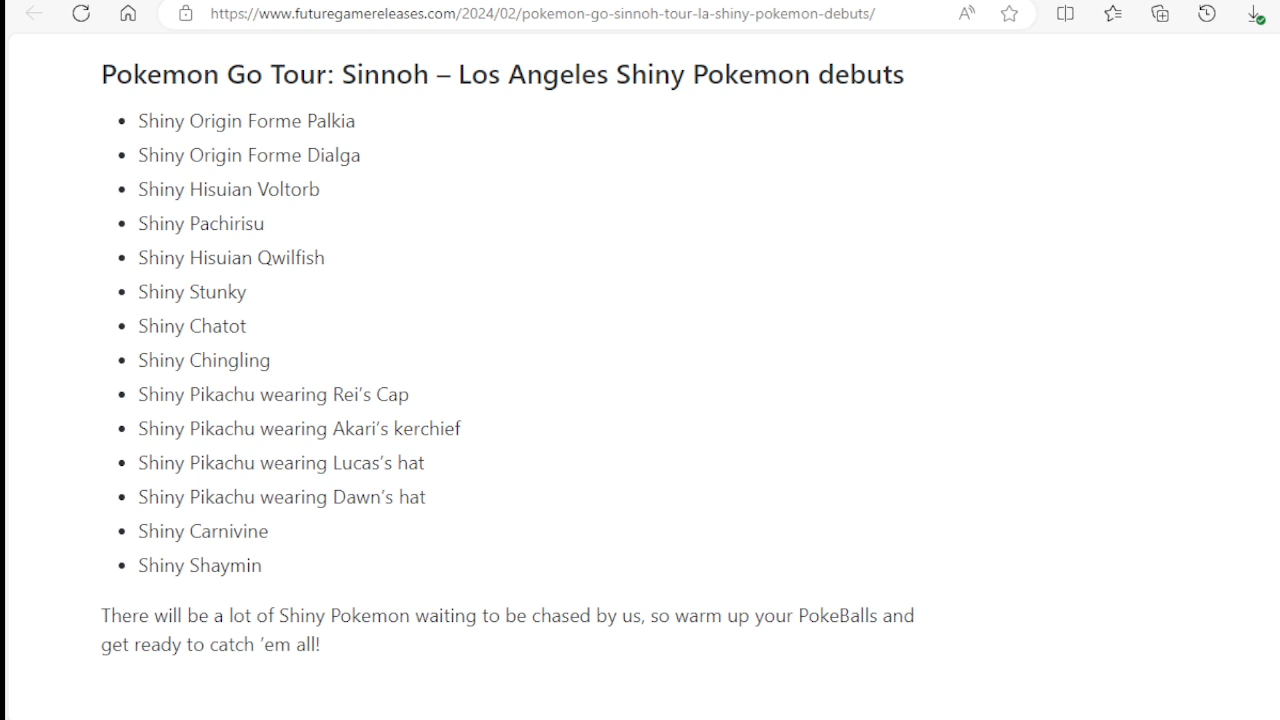 https://www.futuregamereleases.com/2024/02/pokemon-go-sinnoh-tour-la-shiny-pokemon-debuts/
Pokemon Go Tour: Sinnoh – Los Angeles Shiny Pokemon debuts
• Shiny Origin Forme Palkia
• Shiny Origin Forme Dialga
• Shiny Hisuian Voltorb
• Shiny Pachirisu
• Shiny Hisuian Qwilfish
• Shiny Stunky
• Shiny Chatot
• Shiny Chingling
• Shiny Pikachu wearing Rei’s Cap
• Shiny Pikachu wearing Akari’s kerchief
• Shiny Pikachu wearing Lucas’s hat
• Shiny Pikachu wearing Dawn’s hat
• Shiny Carnivine
• Shiny Shaymin
There will be a lot of Shiny Pokemon waiting to be chased by us, so warm up your PokeBalls and
get ready to catch ’em all!